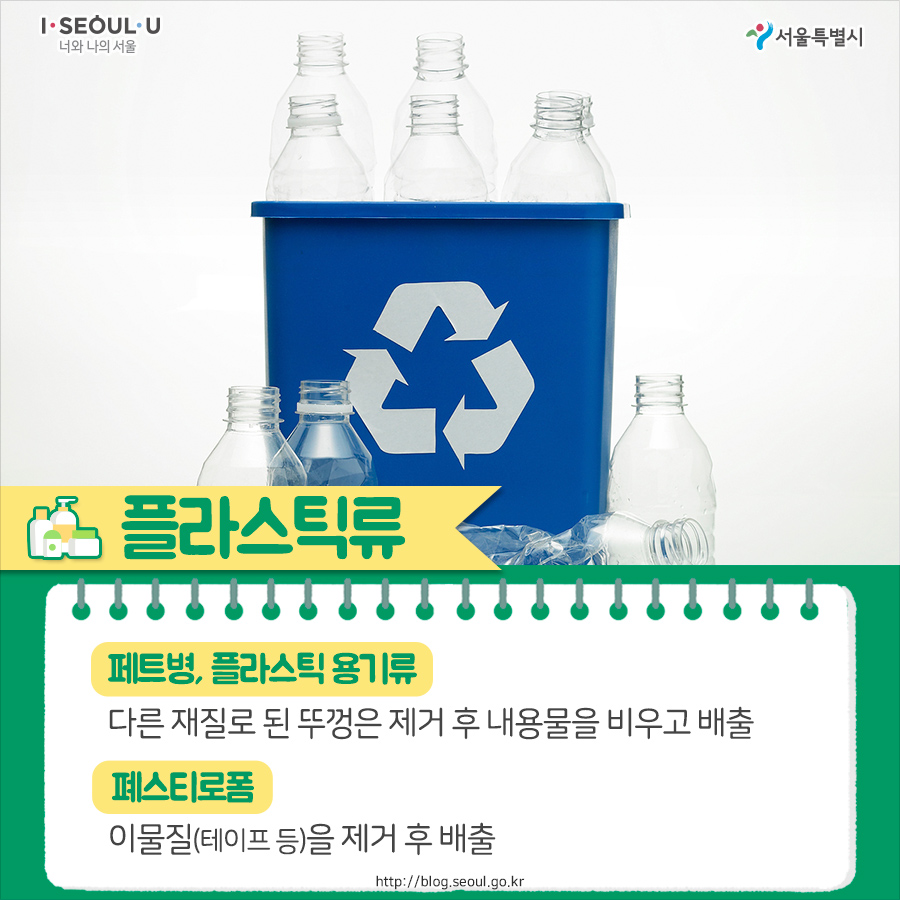 I·SEOUL·U
너와 나의 서울
서울특별시
플라스틱류
페트병, 플라스틱 용기류
다른 재질로 된 뚜껑은 제거 후 내용물을 비우고 배출
폐스티로폼
이물질(테이프 등)을 제거 후 배출
http://blog.seoul.go.kr